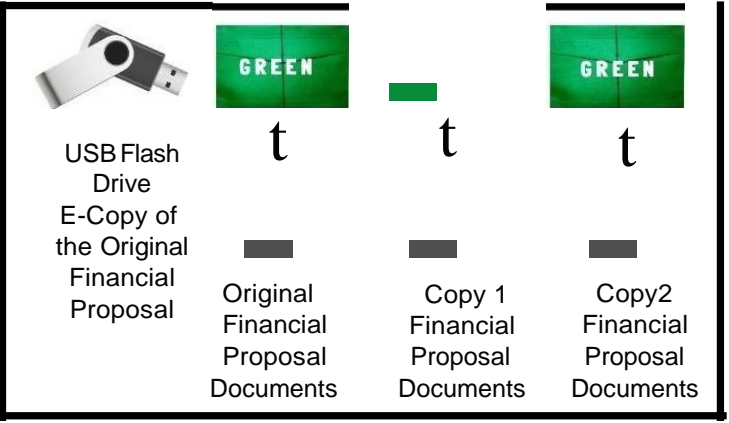 GREEN
GREEN
t
t
t
USB Flash
Drive
E-Copy of
the Original
Financial
Proposal
Original
Financial
Proposal
Documents
Copy 1
Financial
Proposal
Documents
Copy2
Financial
Proposal
Documents